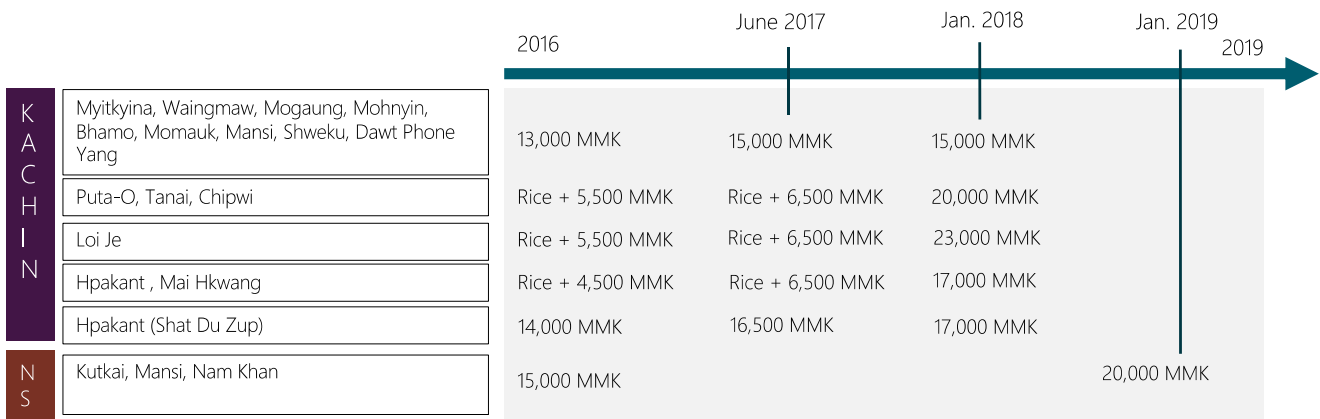 June 2017
Jan. 2018
Jan. 2019
2016
2019
KACHIN
Myitkyina, Waingmaw, Mogaung, Mohnyin,
Bhamo, Momauk, Mansi, Shweku, Dawt Phone
Yang
13,000 MMK
15,000 MMK
15,000 MMK
Puta-O, Tanai, Chipwi
Rice + 5,500 MMK
Rice + 6,500 MMK
20,000 MMK
Loi Je
Rice + 5,500 MMK
Rice + 6,500 MMK
23,000 MMK
Hpakant , Mai Hkwang
Rice + 4,500 MMK
Rice + 6,500 MMK
17,000 MMK
Hpakant (Shat Du Zup)
14,000 MMK
16,500 MMK
17,000 MMK
NS
Kutkai, Mansi, Nam Khan
15,000 MMK
20,000 MMK